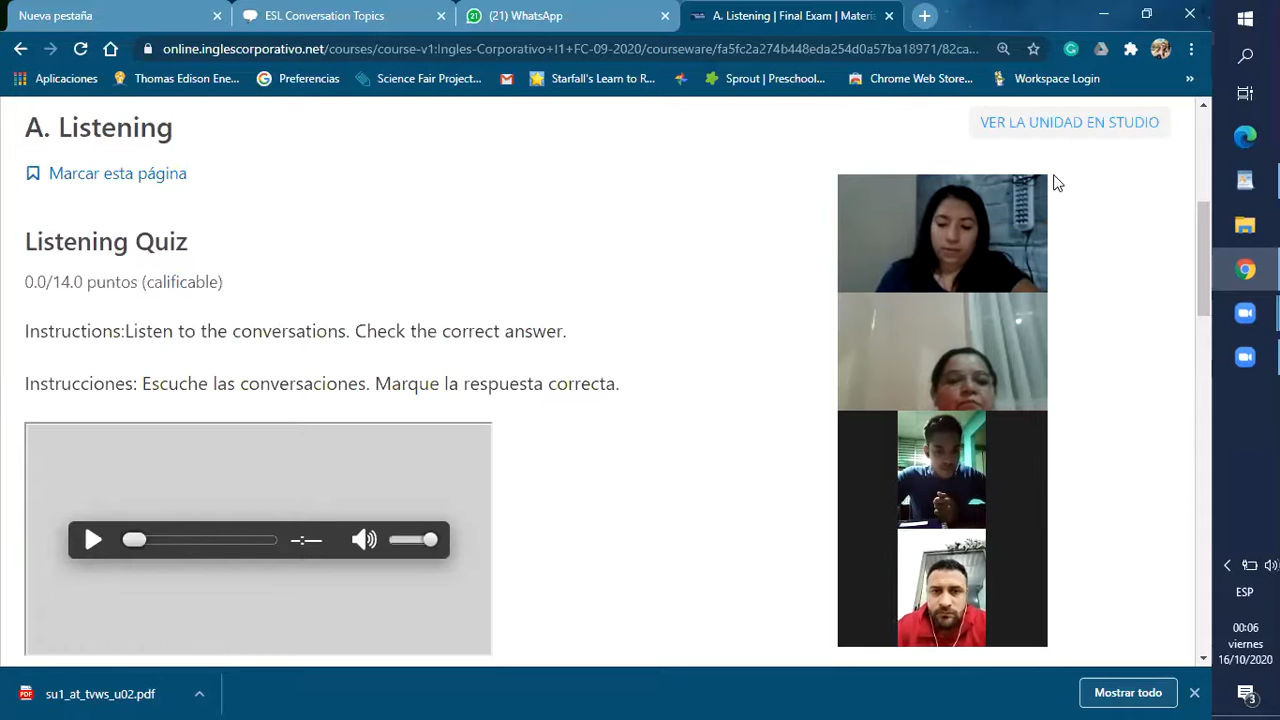 Nueva pestaña
ESL Conversation Topics
(21) WhatsApp
A. Listening | Final Exam | Materi
online.inglescorporativo.net/courses/course-v1:Ingles-Corporativo+I1+FC-09-2020/courseware/fa5fc2a274b448eda254d0a57ba18971/82ca...
Aplicaciones
Thomas Edison Ene...
Preferencias
Science Fair Project...
Starfall's Learn to R...
Sprout | Preschool...
Chrome Web Store...
Workspace Login
»
A. Listening
VER LA UNIDAD EN STUDIO
Marcar esta página
Listening Quiz
0.0/14.0 puntos (calificable)
Instructions:Listen to the conversations. Check the correct answer.
Instrucciones: Escuche las conversaciones. Marque la respuesta correcta.
--:--
su1_at_tvws_u02.pdf
Mostrar todo
ESP
00:06
viernes
16/10/2020
3